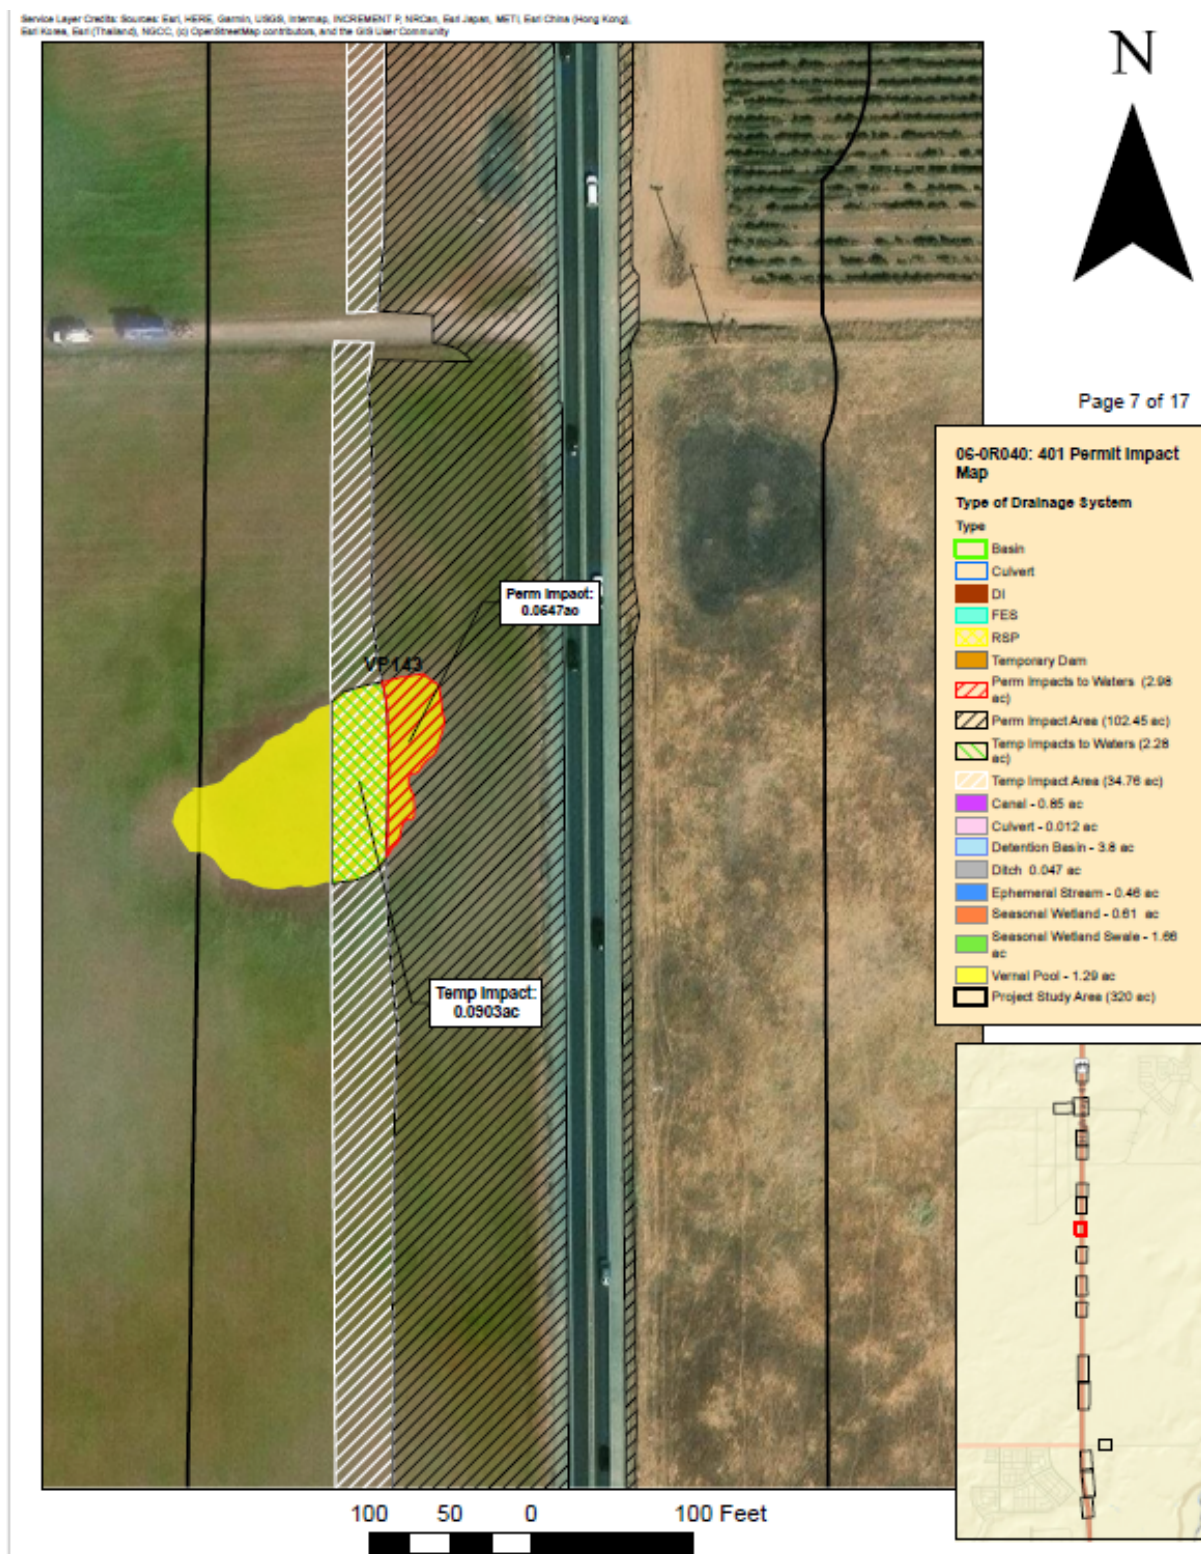 Service Layer Credits: Sources: Esri, HERE, Garmin, USGS, Intermap, INCREMENT P, NRCan, Esri Japan, METI, Esri China (Hong Kong),
Esri Korea, Esri (Thailand), NGCC, (c) OpenStreetMap contributors, and the GIS User Community
N
Page 7 of 17
06-0R040: 401 Permit Impact
Map
Type of Drainage System
Type
Basin
Culvert
DI
FES
RSP
Temporary Dam
Perm Impacts to Waters (2.98
ac)
Perm Impact Area (102.45 ac)
Temp Impacts to Waters (2.28
ac)
Temp Impact Area (34.76 ac)
Canal - 0.85 ac
Culvert - 0.012 ac
Detention Basin - 3.8 ac
Ditch 0.047 ac
Ephemeral Stream - 0.46 ac
Seasonal Wetland - 0.61 ac
Seasonal Wetland Swale - 1.66
ac
Vernal Pool - 1.29 ac
Project Study Area (320 ac)
Perm Impact:
0.0647ac
VP143
Temp Impact:
0.0903ac
100 50 0 100 Feet